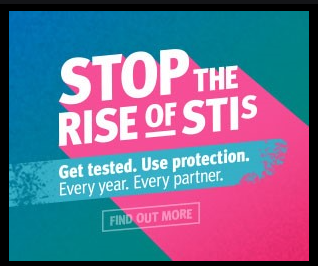 STOP THE
RISE OF STIs
Get tested. Use protection.
Every year. Every partner.
FIND OUT MORE